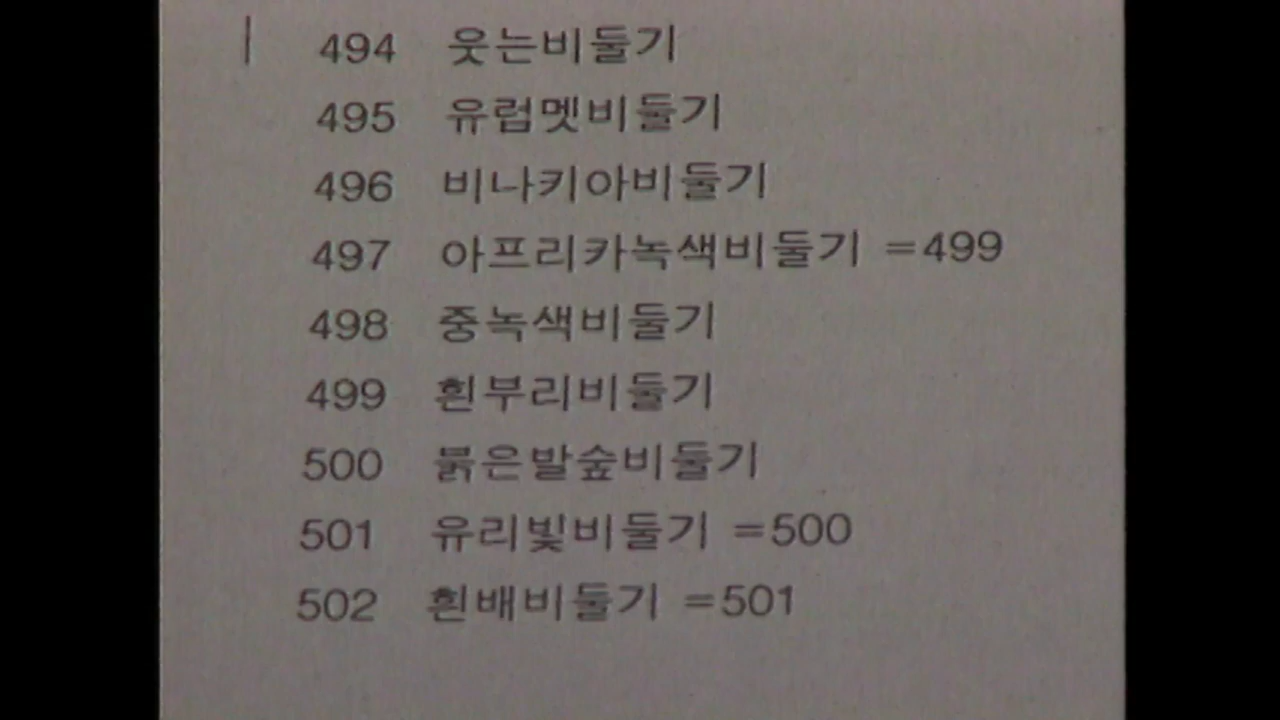 494 웃는비둘기
495 유럽멧비둘기
496 비나키아비둘기
497 아프리카녹색비둘기 =499
498 중녹색비둘기
499 흰부리비둘기
500 붉은발숲비둘기
501 유리빛비둘기 =500
502 흰배비둘기 =501